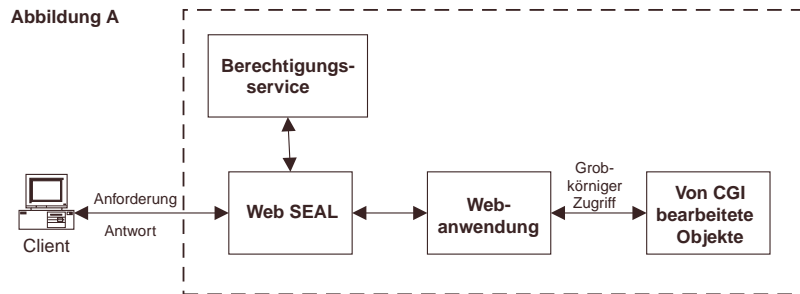 Abbildung A
Berechtigungs-
service
Anforderung
Antwort
Client
Web SEAL
Web-
anwendung
Grob-
körniger
Zugriff
Von CGI
bearbeitete
Objekte